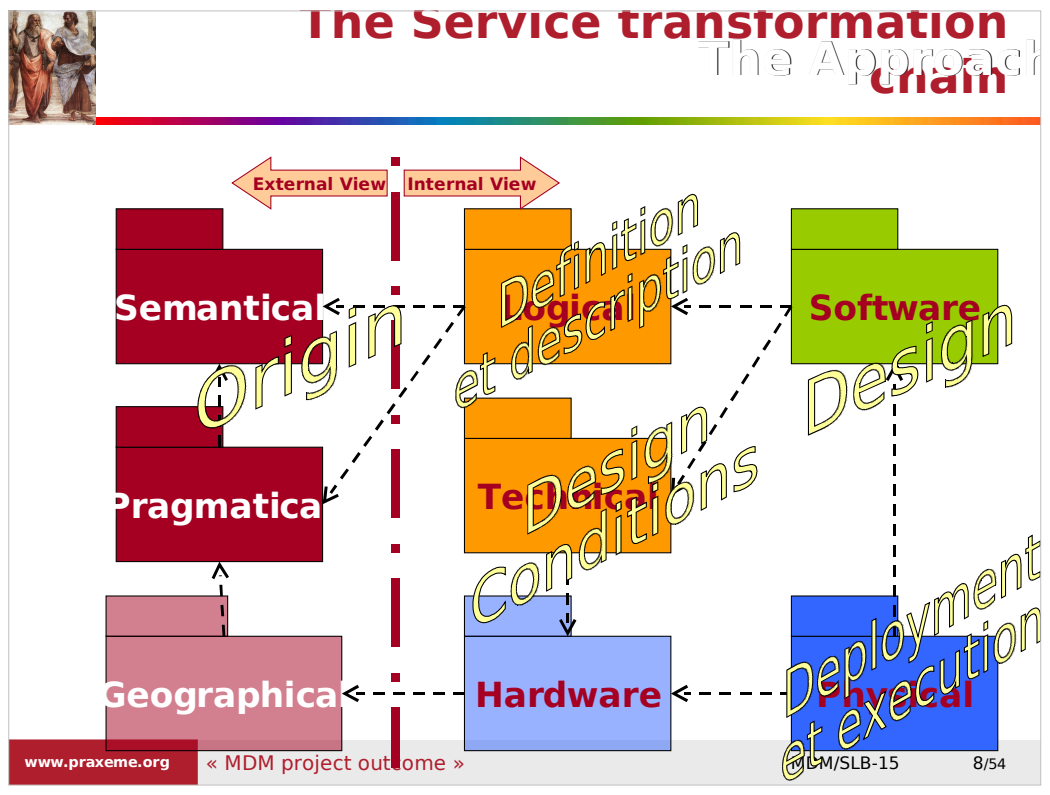 The Service transformation
chain
The Approach
External View
Internal View
Semantical
Logical
Software
Origin
Definition
et description
Design
Pragmatical
Technical
Design
Conditions
Geographical
Hardware
Physical
Deployment
et execution
www.praxeme.org
« MDM project outcome »
MDM/SLB-15
8/54